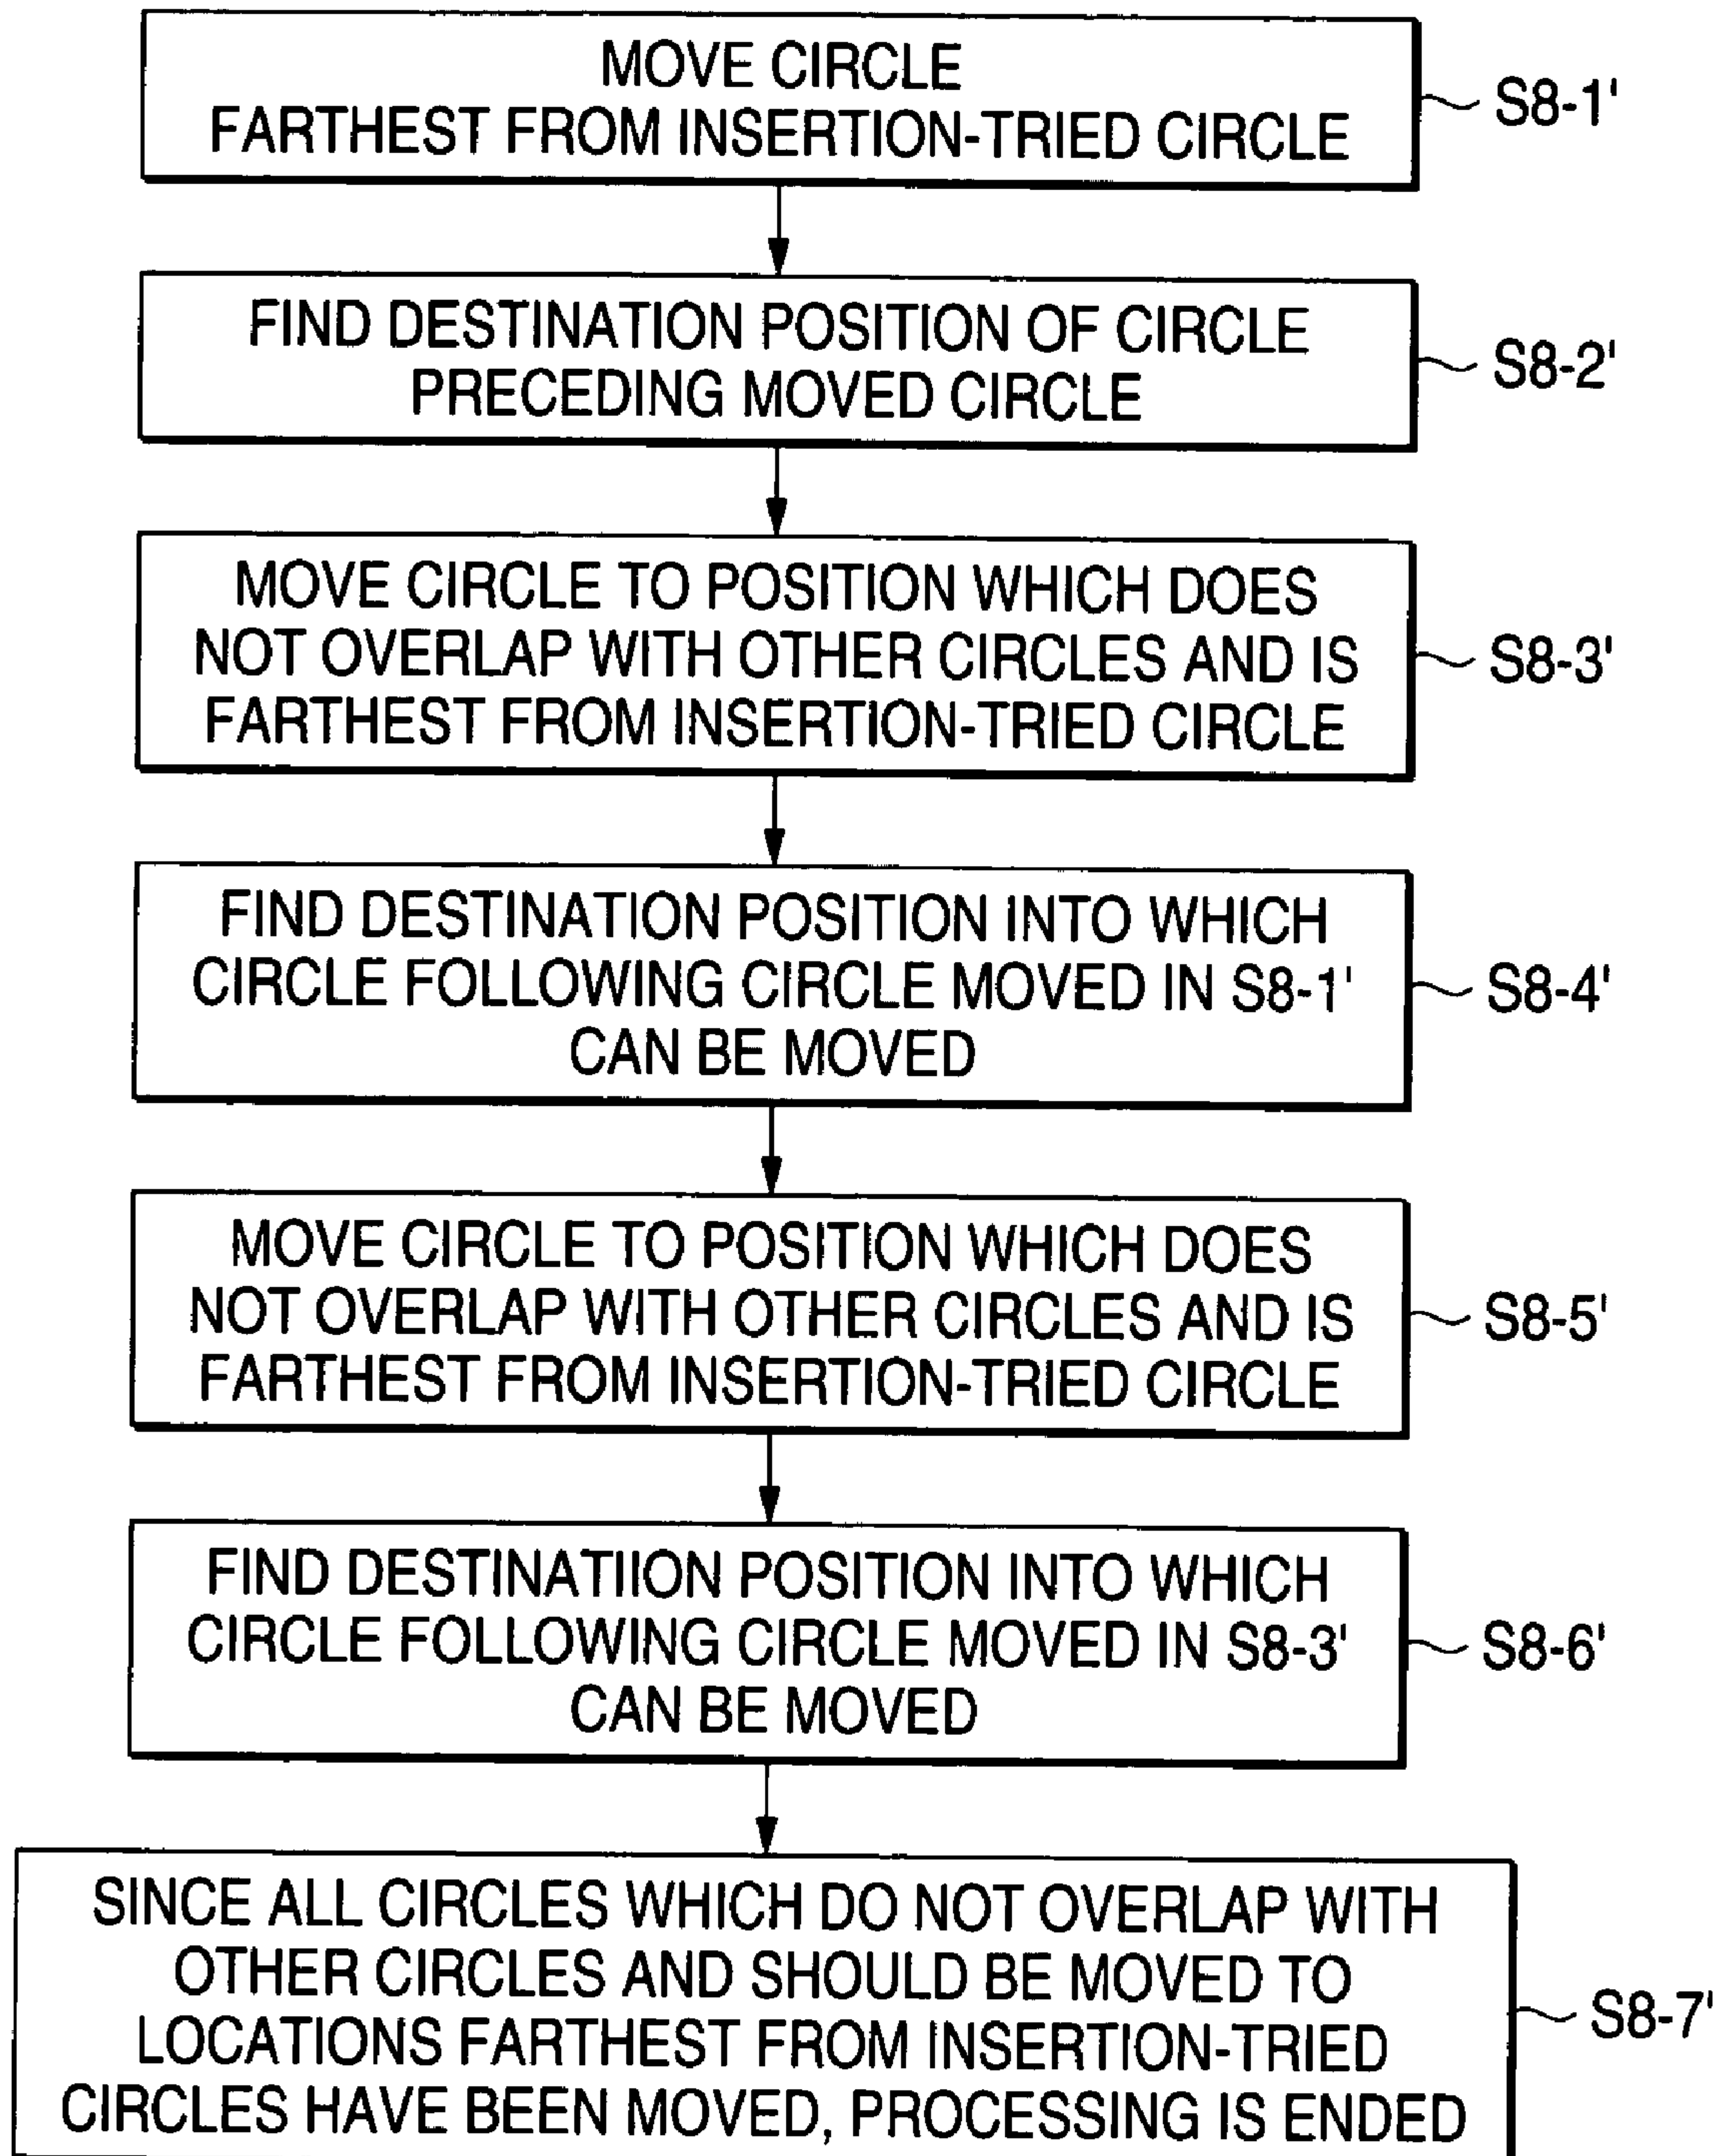 MOVE CIRCLE
FARTHEST FROM INSERTION-TRIED CIRCLE
S8-1'
FIND DESTINATION POSITION OF CIRCLE
PRECEDING MOVED CIRCLE
S8-2'
MOVE CIRCLE TO POSITION WHICH DOES
NOT OVERLAP WITH OTHER CIRCLES AND IS
FARTHEST FROM INSERTION-TRIED CIRCLE
S8-3'
FIND DESTINATION POSITION INTO WHICH
CIRCLE FOLLOWING CIRCLE MOVED IN S8-1'
CAN BE MOVED
S8-4'
MOVE CIRCLE TO POSITION WHICH DOES
NOT OVERLAP WITH OTHER CIRCLES AND IS
FARTHEST FROM INSERTION-TRIED CIRCLE
S8-5'
FIND DESTINATIION POSITION INTO WHICH
CIRCLE FOLLOWING CIRCLE MOVED IN S8-3'
CAN BE MOVED
S8-6'
SINCE ALL CIRCLES WHICH DO NOT OVERLAP WITH
OTHER CIRCLES AND SHOULD BE MOVED TO
LOCATIONS FARTHEST FROM INSERTION-TRIED
CIRCLES HAVE BEEN MOVED, PROCESSING IS ENDED
S8-7'